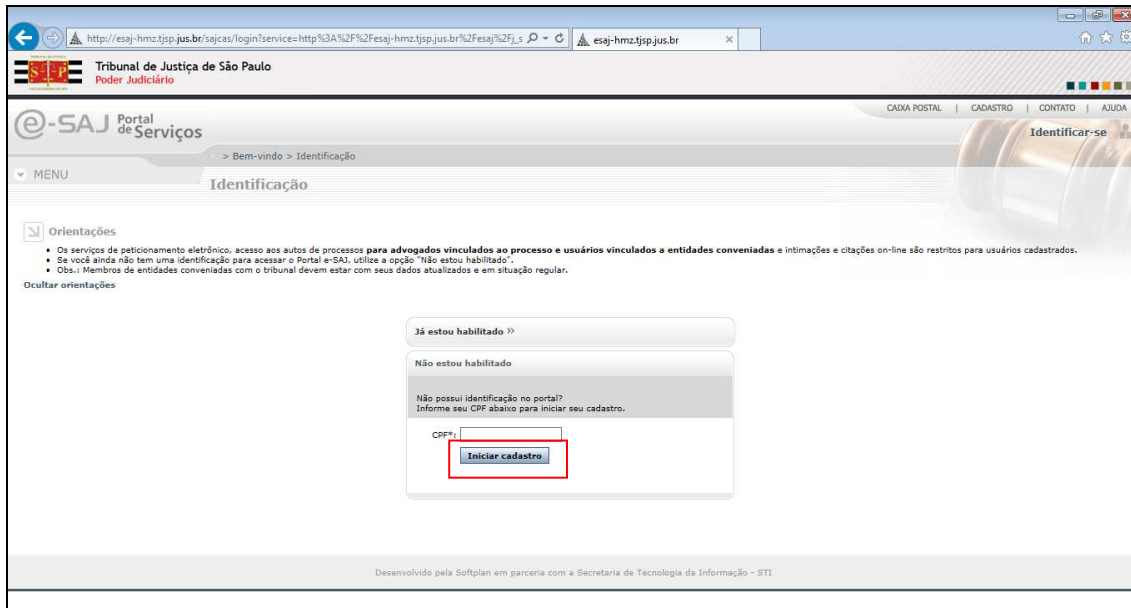 http://esaj-hmz.tjsp.jus.br/sajcas/login?service=http%3A%2F%2Fesaj-hmz.tjsp.jus.br%2Fesaj%2Fj_s
esaj-hmz.tjsp.jus.br
Tribunal de Justiça de São Paulo
Poder Judiciário
S P
CAIXA POSTAL | CADASTRO | CONTATO | AJUDA
e-SAJ Portal de Serviços
Identificar-se
> Bem-vindo > Identificação
MENU
Identificação
Orientações
• Os serviços de peticionamento eletrônico, acesso aos autos de processos para advogados vinculados ao processo e usuários vinculados a entidades conveniadas e intimações e citações on-line são restritos para usuários cadastrados.
• Se você ainda não tem uma identificação para acessar o Portal e-SAJ, utilize a opção "Não estou habilitado".
• Obs.: Membros de entidades conveniadas com o tribunal devem estar com seus dados atualizados e em situação regular.
Ocultar orientações
Já estou habilitado »
Não estou habilitado
Não possui identificação no portal?
Informe seu CPF abaixo para iniciar seu cadastro.
CPF*:
Iniciar cadastro
Desenvolvido pela Softplan em parceria com a Secretaria de Tecnologia da Informação - STI